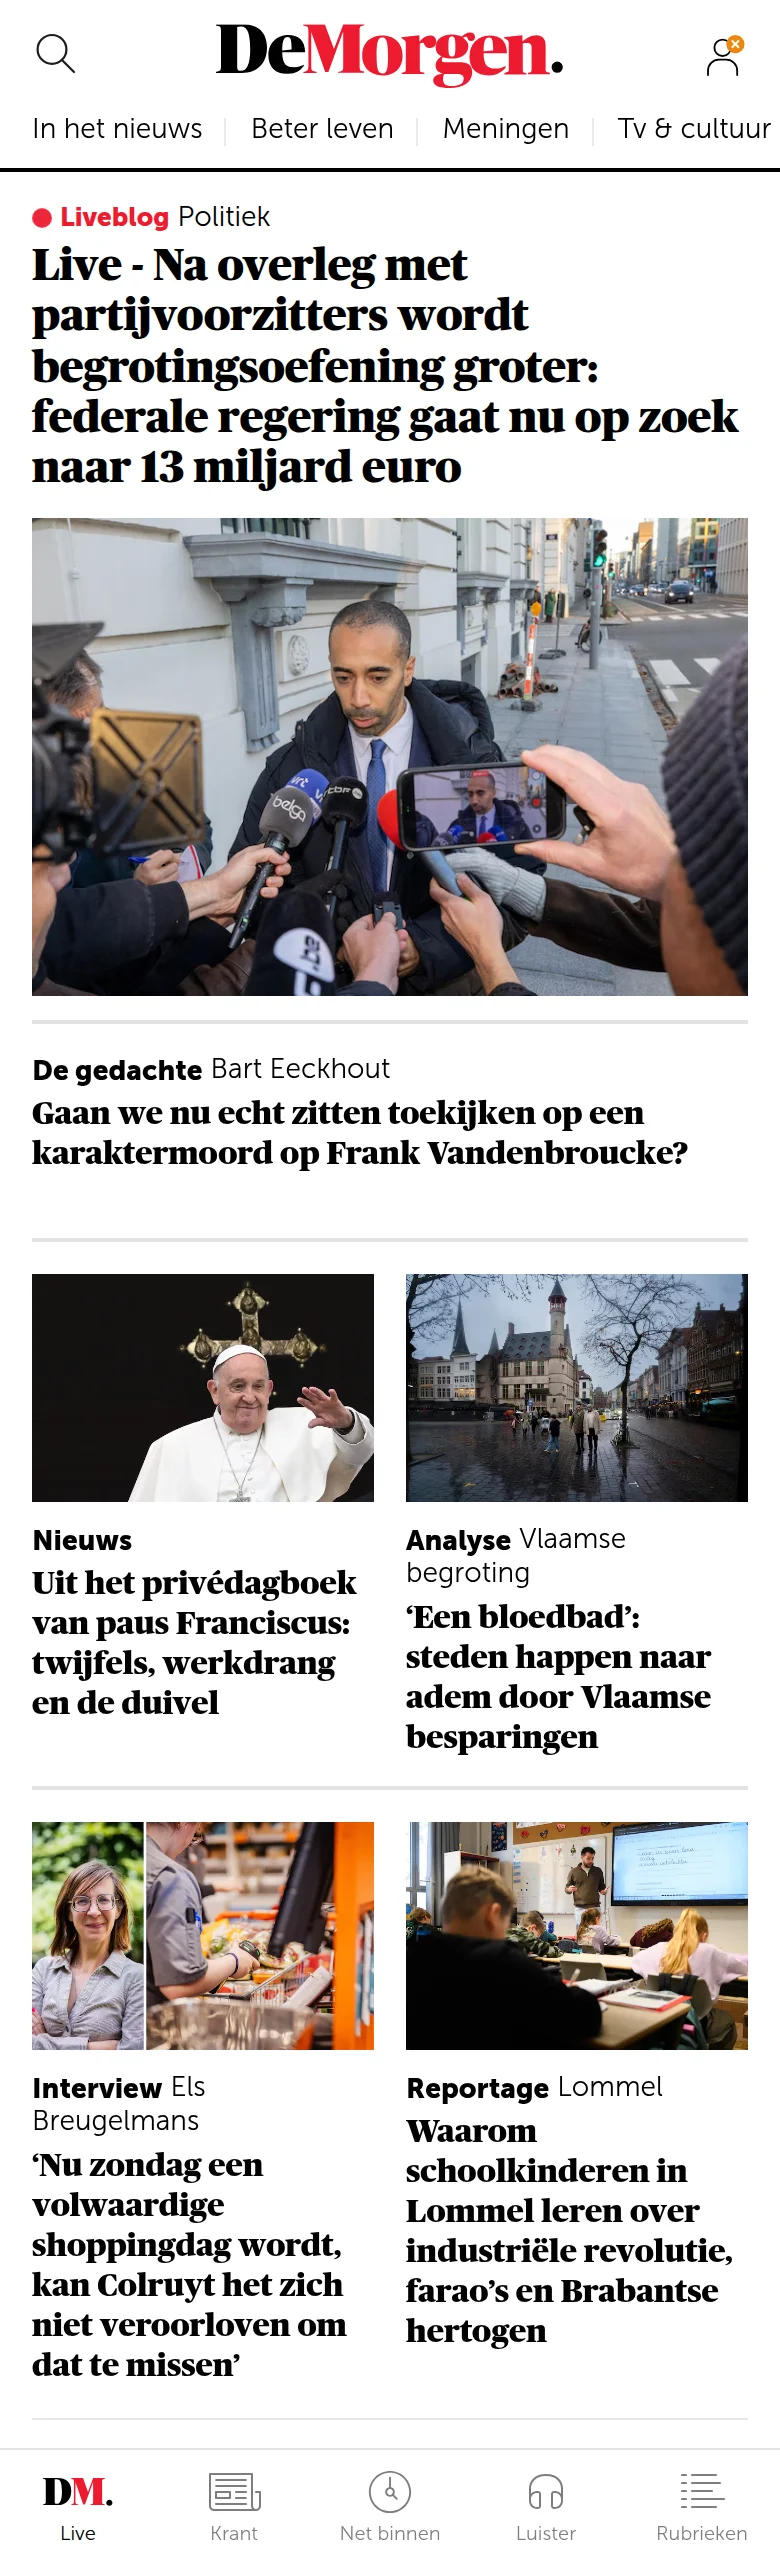 DeMorgen.
In het nieuws
Beter leven
Meningen
Tv & cultuur
Liveblog Politiek
Live - Na overleg met
partijvoorzitters wordt
begrotingsoefening groter:
federale regering gaat nu op zoek
naar 13 miljard euro
vrt
belga
rtbf
De gedachte Bart Eeckhout
Gaan we nu echt zitten toekijken op een
karaktermoord op Frank Vandenbroucke?
Nieuws
Uit het privédagboek
van paus Franciscus:
twijfels, werkdrang
en de duivel
Analyse Vlaamse
begroting
‘Een bloedbad’:
steden happen naar
adem door Vlaamse
besparingen
Interview Els
Breugelmans
‘Nu zondag een
volwaardige
shoppingdag wordt,
kan Colruyt het zich
niet veroorloven om
dat te missen’
Reportage Lommel
Waarom
schoolkinderen in
Lommel leren over
industriële revolutie,
farao’s en Brabantse
hertogen
DM.
Live
Krant
Net binnen
Luister
Rubrieken